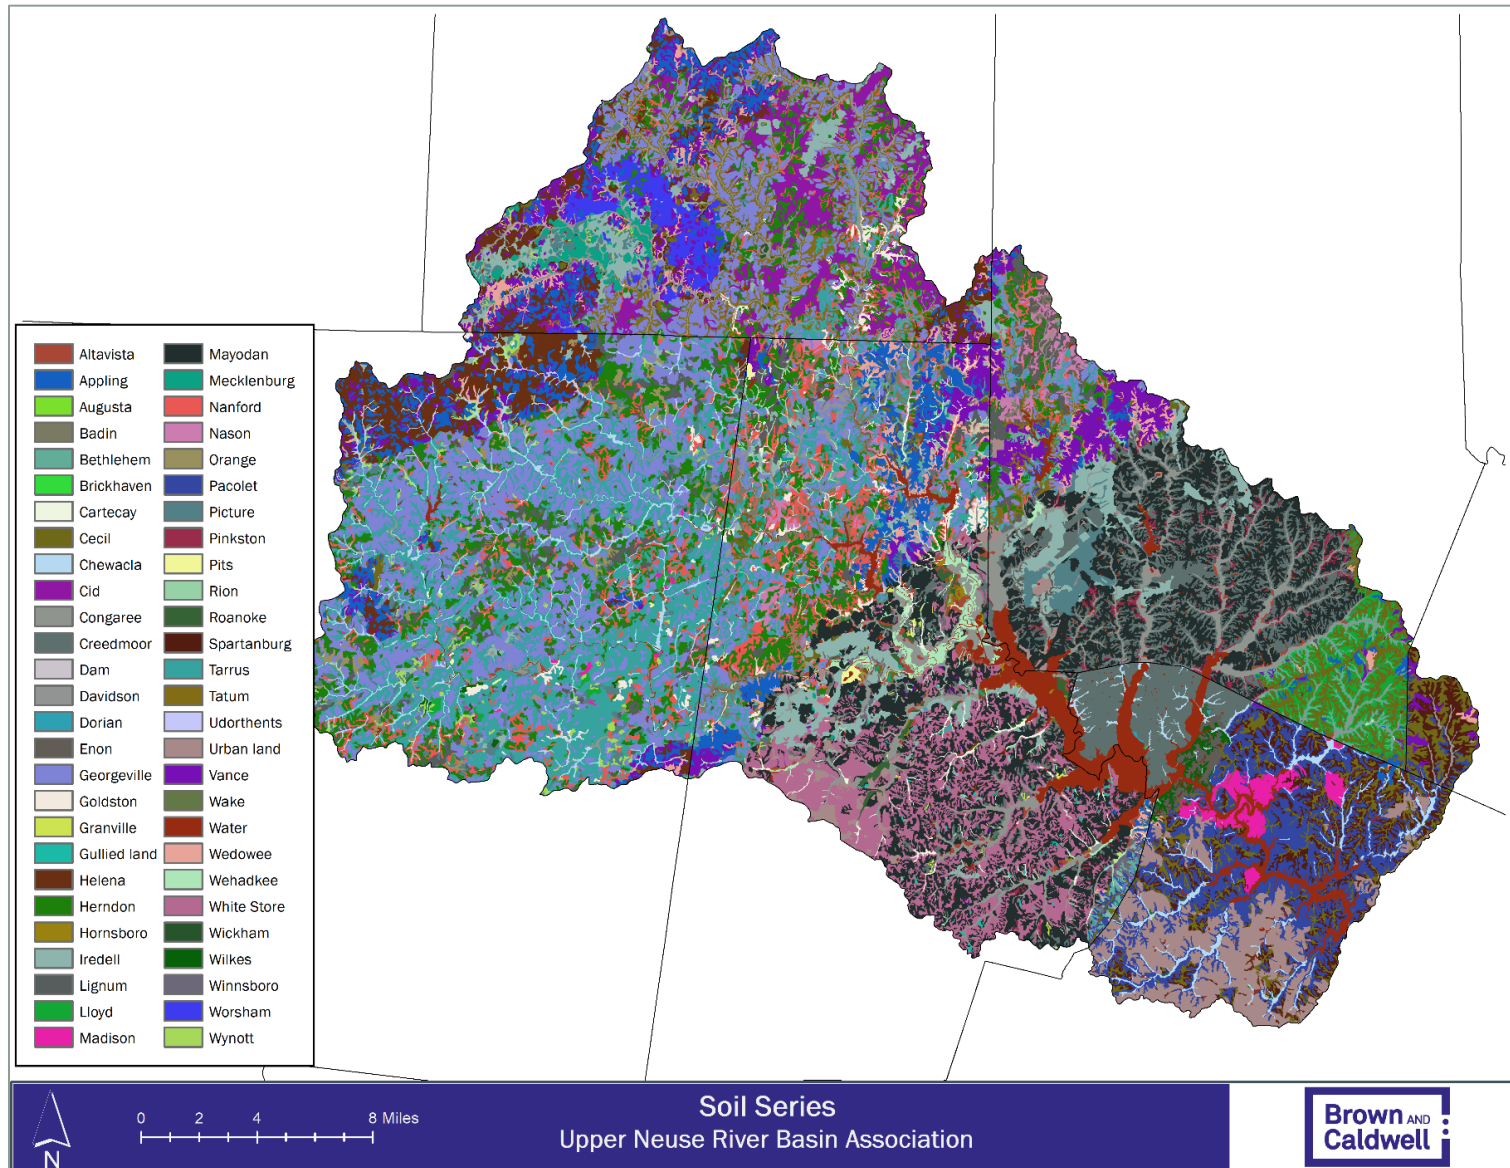 Altavista
Appling
Augusta
Badin
Bethlehem
Brickhaven
Cartecay
Cecil
Chewacla
Cid
Congaree
Creedmoor
Dam
Davidson
Dorian
Enon
Georgeville
Goldston
Granville
Gullied land
Helena
Herndon
Hornsboro
Iredell
Lignum
Lloyd
Madison
Mayodan
Mecklenburg
Nanford
Nason
Orange
Pacolet
Picture
Pinkston
Pits
Rion
Roanoke
Spartanburg
Tarrus
Tatum
Udorthents
Urban land
Vance
Wake
Water
Wedowee
Wehadkee
White Store
Wickham
Wilkes
Winnsboro
Worsham
Wynott
N
0 2 4 8 Miles
Soil Series
Upper Neuse River Basin Association
Brown AND
Caldwell